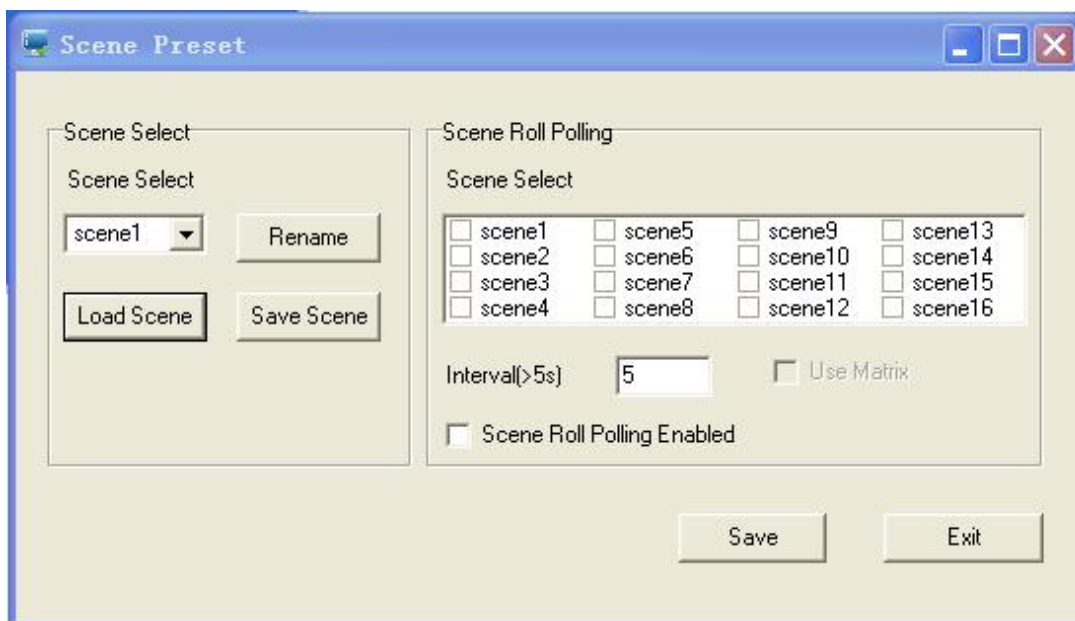 Scene Preset
Scene Select
Scene Select
scene1
Rename
Load Scene
Save Scene
Scene Roll Polling
Scene Select
scene1 scene5 scene9 scene13
scene2 scene6 scene10 scene14
scene3 scene7 scene11 scene15
scene4 scene8 scene12 scene16
Interval(>5s) 5 Use Matrix
Scene Roll Polling Enabled
Save Exit